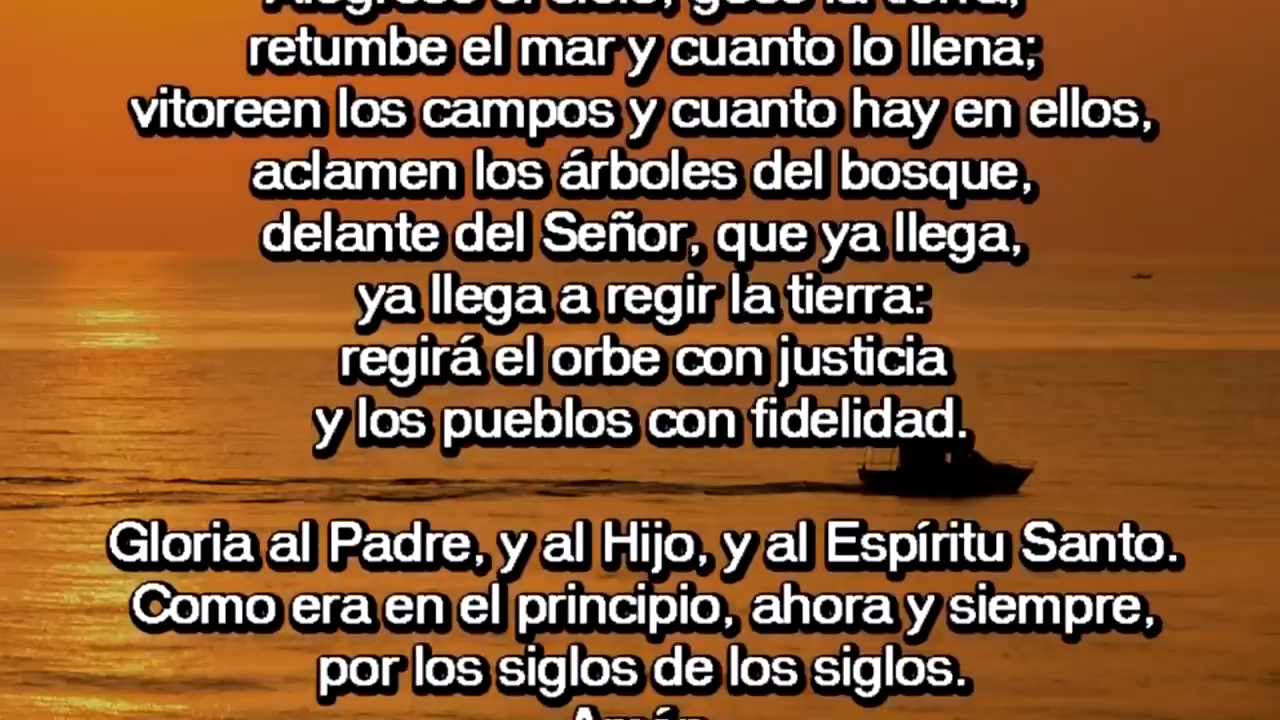 retumbe el mar y cuanto lo llena;
vitoreen los campos y cuanto hay en ellos,
aclamen los árboles del bosque,
delante del Señor, que ya llega,
ya llega a regir la tierra:
regirá el orbe con justicia
y los pueblos con fidelidad.
Gloria al Padre, y al Hijo, y al Espíritu Santo.
Como era en el principio, ahora y siempre,
por los siglos de los siglos.